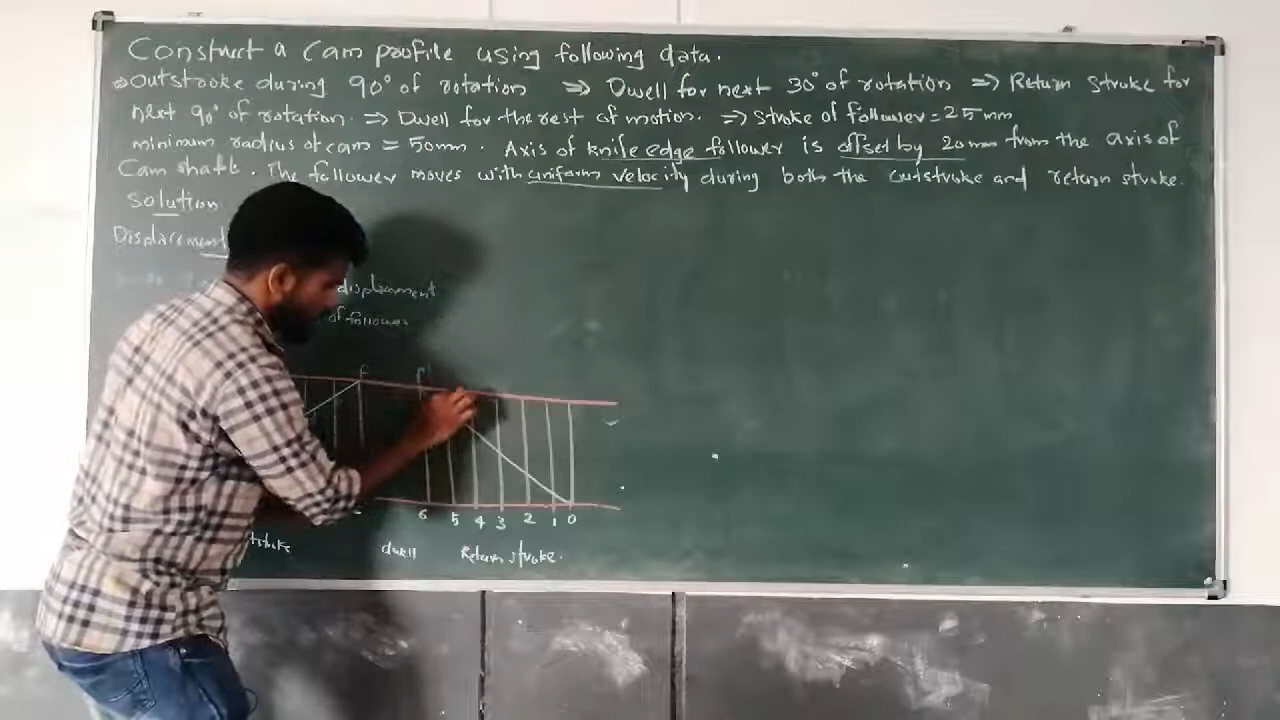 Construct a Cam profile using following data.
⇒ Outstroke during 90° of rotation ⇒ Dwell for next 30° of rotation ⇒ Return Stroke for
next 90° of rotation. ⇒ Dwell for the rest of motion. ⇒ Stroke of follower = 25mm
minimum radius of cam = 50mm. Axis of knife edge follower is offset by 20mm from the axis of
Cam shaft. The follower moves with uniform velocity during both the outstroke and return stroke.
Solution
Displacement
displacement
of follower
f f'
6 5 4 3 2 1 0
dwell Return stroke.